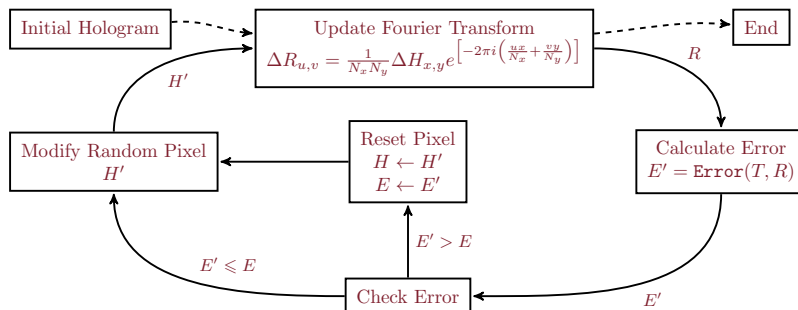 Initial Hologram
Update Fourier Transform
End
ΔR_{u,v} = \frac{1}{N_x N_y} ΔH_{x,y} e^{[-2πi(\frac{ux}{N_x} + \frac{vy}{N_y})]}
R
H′
Modify Random Pixel
H′
Reset Pixel
H ← H′
E ← E′
Calculate Error
E′ = Error(T, R)
E′ > E
E′ ⩽ E
Check Error
E′